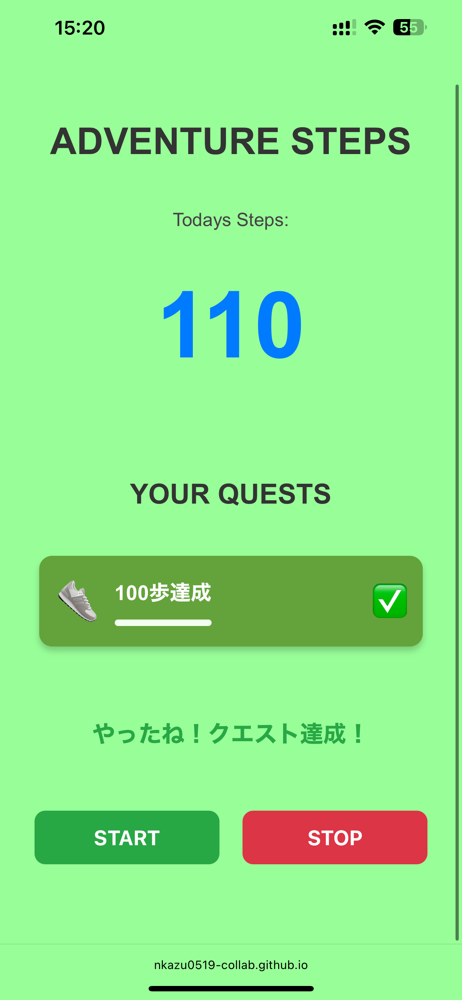 15:20
55
ADVENTURE STEPS
Todays Steps:
110
YOUR QUESTS
100歩達成
やったね！クエスト達成！
START
STOP
nkazu0519-collab.github.io